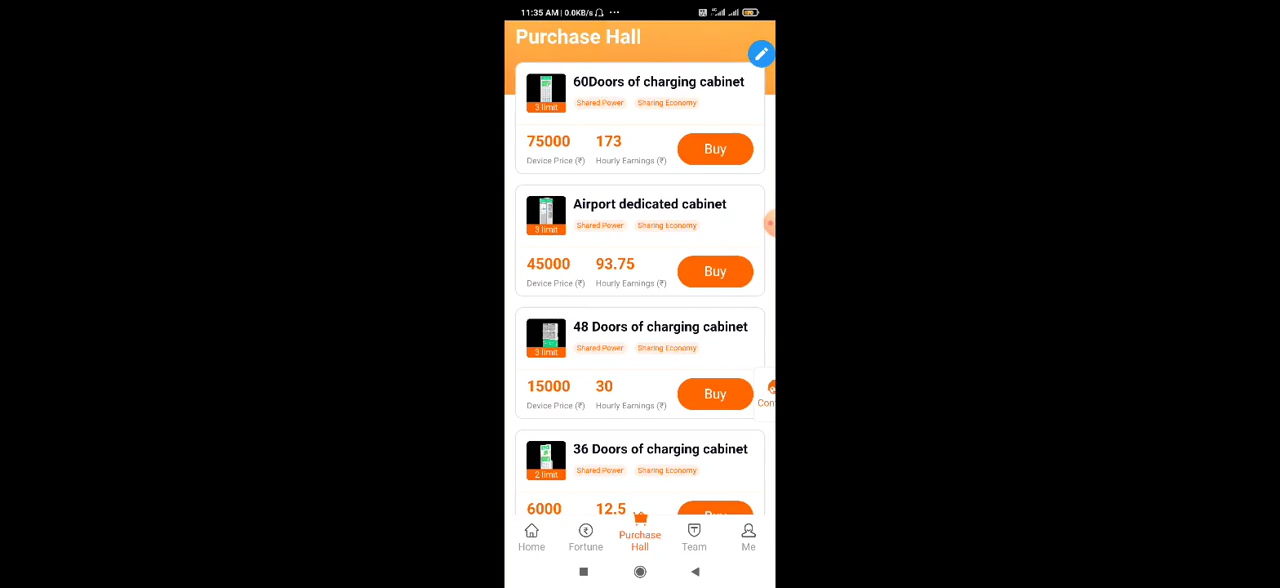 11:35 AM | 0.0KB/s
Purchase Hall
60Doors of charging cabinet
Shared Power Sharing Economy
3 limit
75000 173
Device Price (₹) Hourly Earnings (₹)
Buy
Airport dedicated cabinet
Shared Power Sharing Economy
3 limit
45000 93.75
Device Price (₹) Hourly Earnings (₹)
Buy
48 Doors of charging cabinet
Shared Power Sharing Economy
3 limit
15000 30
Device Price (₹) Hourly Earnings (₹)
Buy
36 Doors of charging cabinet
Shared Power Sharing Economy
2 limit
6000 12.5
Home Fortune Purchase Hall Team Me